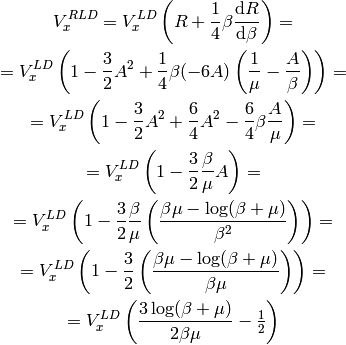 V_x^{RLD} = V_x^{LD} \left( R + \frac{1}{4} \beta \frac{\mathrm{d}R}{\mathrm{d}\beta} \right) =
= V_x^{LD} \left( 1 - \frac{3}{2} A^2 + \frac{1}{4} \beta (-6A) \left( \frac{1}{\mu} - \frac{A}{\beta} \right) \right) =
= V_x^{LD} \left( 1 - \frac{3}{2} A^2 + \frac{6}{4} A^2 - \frac{6}{4} \beta \frac{A}{\mu} \right) =
= V_x^{LD} \left( 1 - \frac{3}{2} \frac{\beta}{\mu} A \right) =
= V_x^{LD} \left( 1 - \frac{3}{2} \frac{\beta}{\mu} \left( \frac{\beta\mu - \log(\beta + \mu)}{\beta^2} \right) \right) =
= V_x^{LD} \left( 1 - \frac{3}{2} \left( \frac{\beta\mu - \log(\beta + \mu)}{\beta\mu} \right) \right) =
= V_x^{LD} \left( \frac{3 \log(\beta + \mu)}{2\beta\mu} - \frac{1}{2} \right)